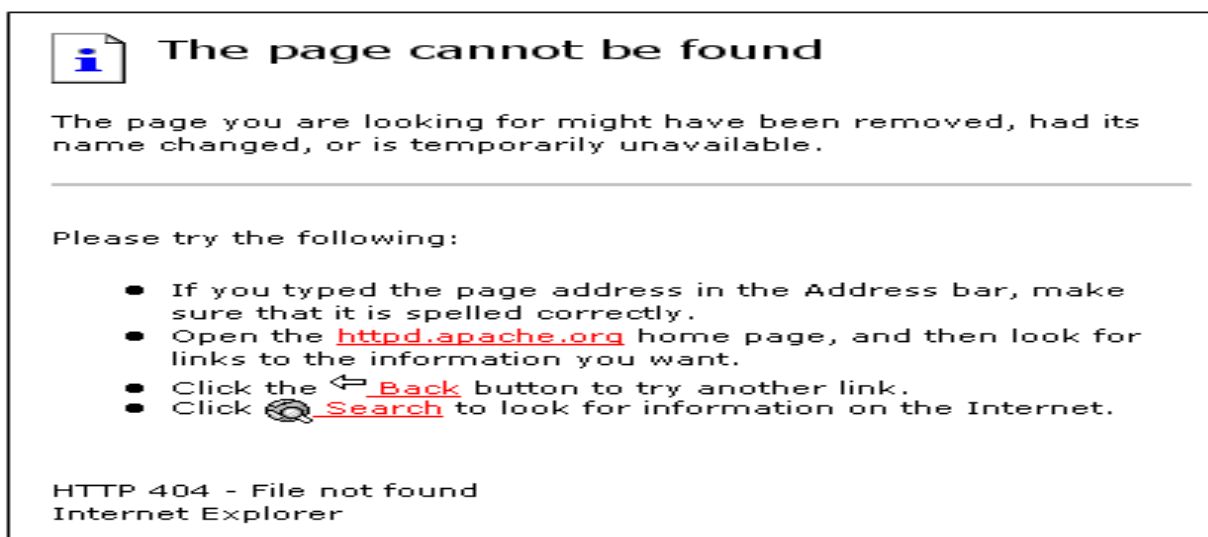 The page cannot be found
The page you are looking for might have been removed, had its
name changed, or is temporarily unavailable.
Please try the following:
If you typed the page address in the Address bar, make
sure that it is spelled correctly.
Open the httpd.apache.org home page, and then look for
links to the information you want.
Click the Back button to try another link.
Click Search to look for information on the Internet.
HTTP 404 - File not found
Internet Explorer